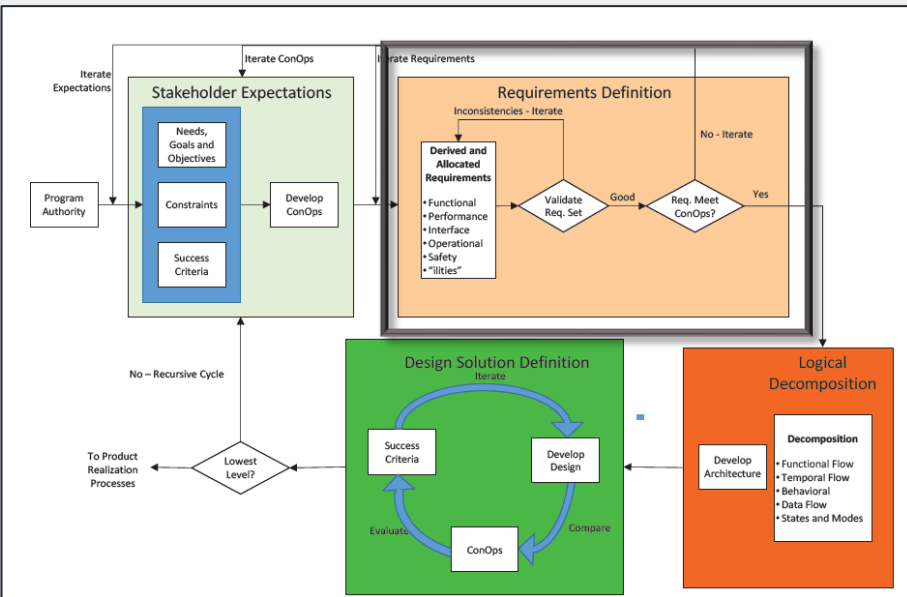 Iterate ConOps
Iterate Requirements
Iterate
Expectations
Stakeholder Expectations
Needs,
Goals and
Objectives
Constraints
Success
Criteria
Develop
ConOps
Program
Authority
Requirements Definition
Inconsistencies - Iterate
No - Iterate
Derived and
Allocated
Requirements
• Functional
• Performance
• Interface
• Operational
• Safety
• "ilities"
Validate
Req. Set
Good
Req. Meet
ConOps?
Yes
Logical
Decomposition
Develop
Architecture
Decomposition
• Functional Flow
• Temporal Flow
• Behavioral
• Data Flow
• States and Modes
Design Solution Definition
Iterate
Success
Criteria
Develop
Design
Evaluate
Compare
ConOps
No – Recursive Cycle
Lowest
Level?
To Product
Realization
Processes